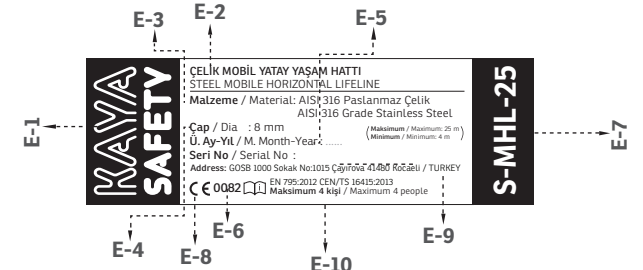 E-3
E-2
E-5
E-1
KAYA
SAFETY
ÇELİK MOBİL YATAY YAŞAM HATTI
STEEL MOBILE HORIZONTAL LIFELINE
Malzeme / Material: AISI 316 Paslanmaz Çelik
AISI 316 Grade Stainless Steel
Çap / Dia : 8 mm
(Maksimum / Maximum: 25 m
Minimum / Minimum: 4 m)
Ü. Ay-Yıl / M. Month-Year: ......
Seri No / Serial No :
Address: GOSB 1000 Sokak No:1015 Çayırova 41480 Kocaeli / TURKEY
CE 0082 i EN 795:2012 CEN/TS 16415:2013
Maksimum 4 kişi / Maximum 4 people
S-MHL-25
E-7
E-4
E-8
E-6
E-10
E-9